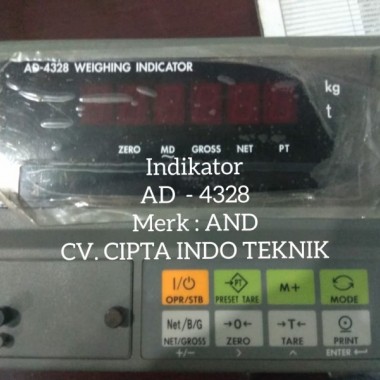 AD-4328 WEIGHING INDICATOR
kg
t
ZERO MD GROSS NET PT
Indikator
AD - 4328
Merk : AND
CV. CIPTA INDO TEKNIK
I/⏻ PT M+
OPR/STB PRESET TARE MODE
Net/B/G →0← →T←
NET/GROSS ZERO TARE PRINT
+/− > ^ ENTER